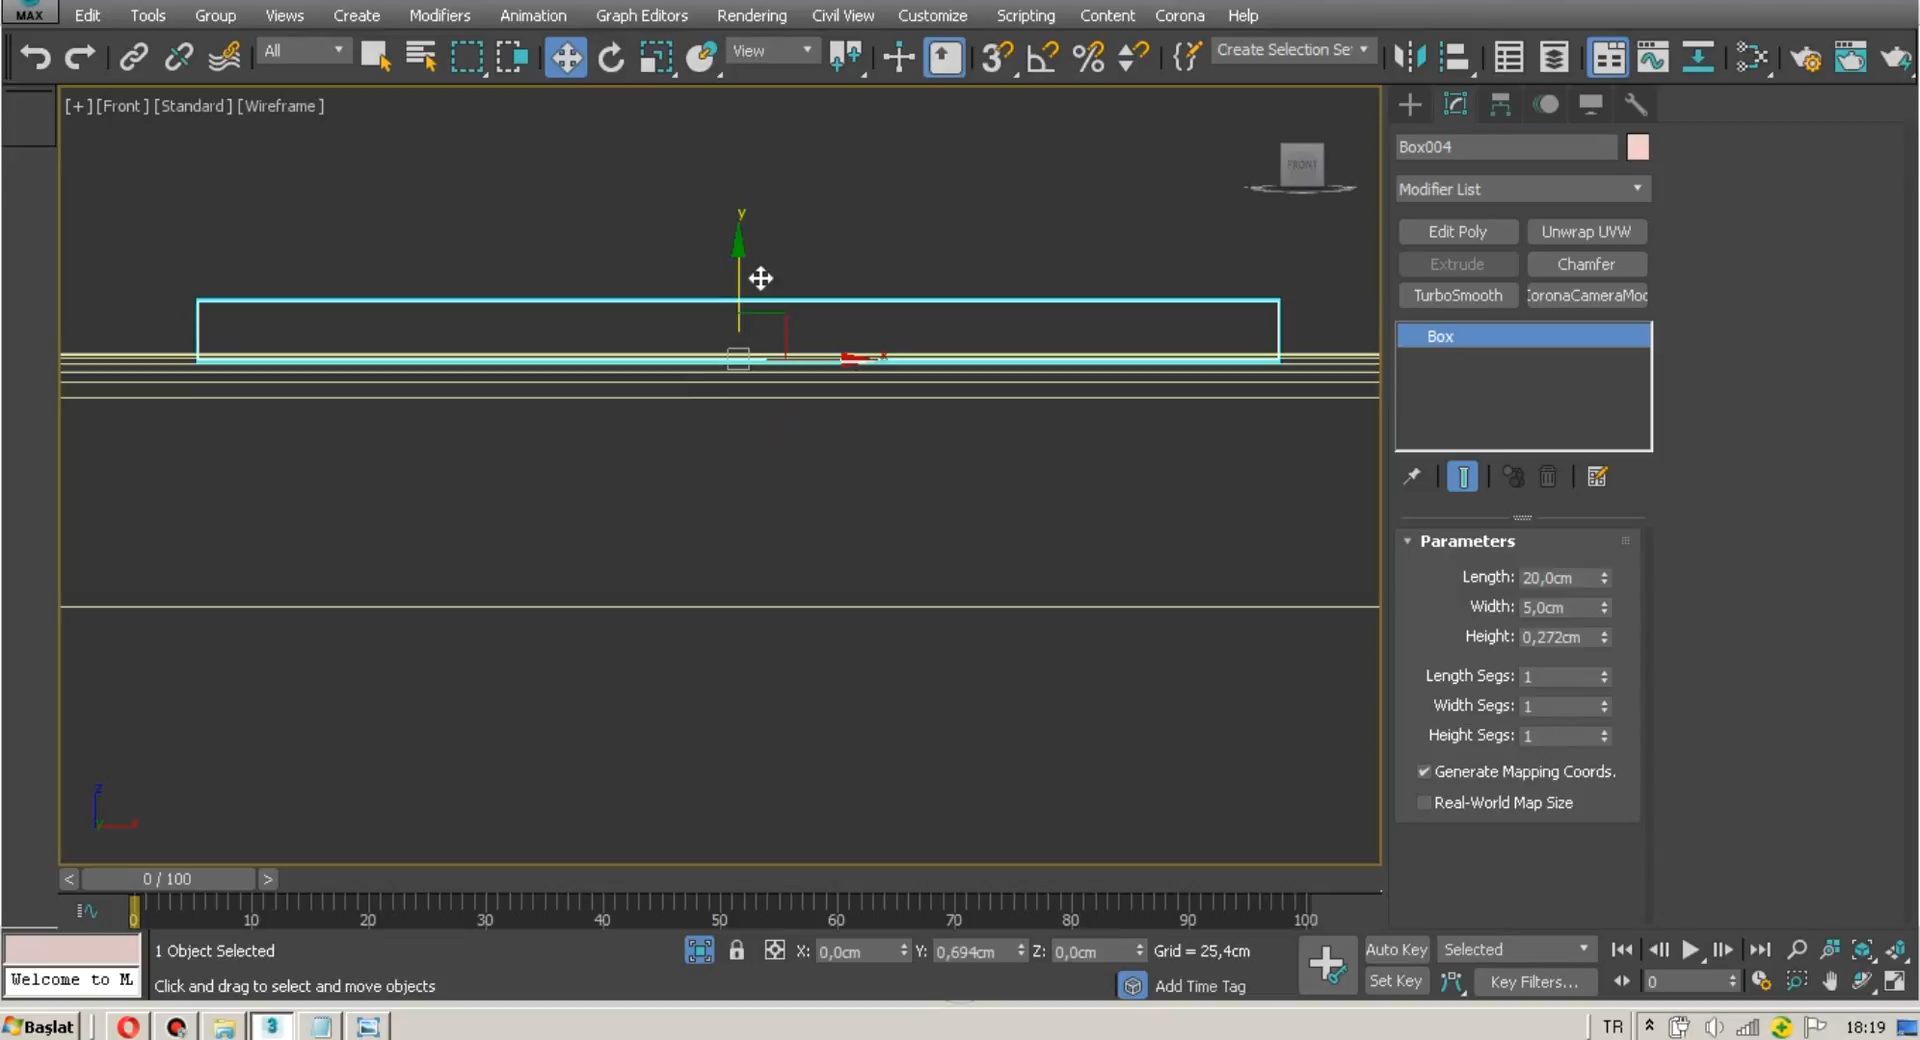 MAX Edit Tools Group Views Create Modifiers Animation Graph Editors Rendering Civil View Customize Scripting Content Corona Help
All View Create Selection Se
[+] [Front] [Standard] [Wireframe]
FRONT
Box004
Modifier List
y
Edit Poly Unwrap UVW
Extrude Chamfer
TurboSmooth CoronaCameraMod
Box
x
Parameters
Length: 20,0cm
Width: 5,0cm
Height: 0,272cm
Length Segs: 1
Width Segs: 1
Height Segs: 1
Generate Mapping Coords.
Real-World Map Size
z
y x
< 0 / 100 >
0 10 20 30 40 50 60 70 80 90 100
1 Object Selected X: 0,0cm Y: 0,694cm Z: 0,0cm Grid = 25,4cm Auto Key Selected
Welcome to M. Click and drag to select and move objects Add Time Tag Set Key Key Filters... 0
Başlat 3 TR 18:19